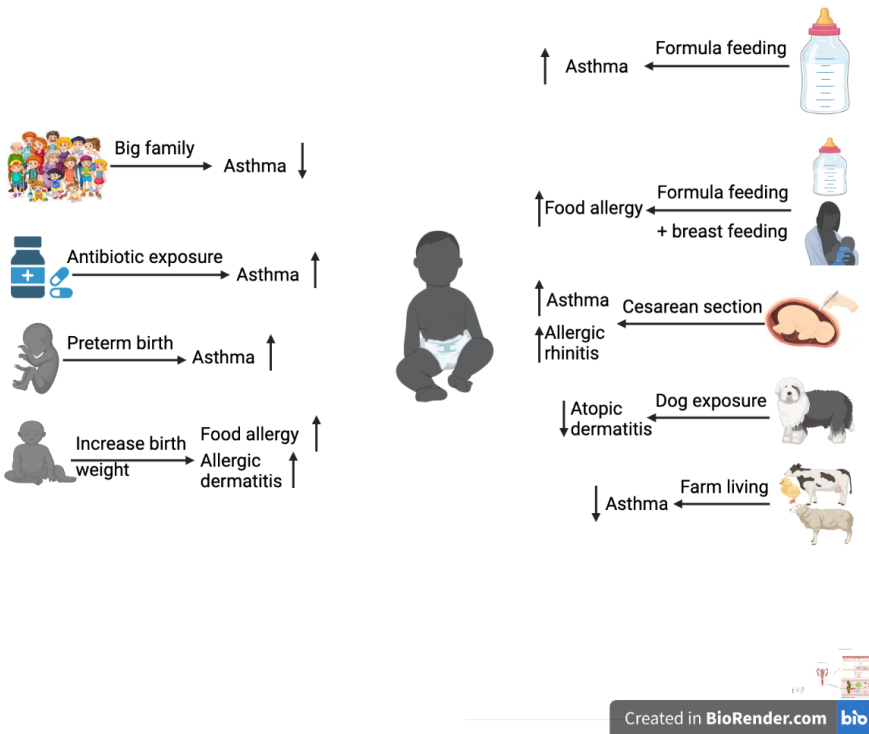 Big family
Asthma
Antibiotic exposure
Asthma
Preterm birth
Asthma
Increase birth
weight
Food allergy
Allergic
dermatitis
Formula feeding
Asthma
Formula feeding
+ breast feeding
Food allergy
Cesarean section
Asthma
Allergic
rhinitis
Dog exposure
Atopic
dermatitis
Farm living
Asthma
Created in BioRender.com
bio